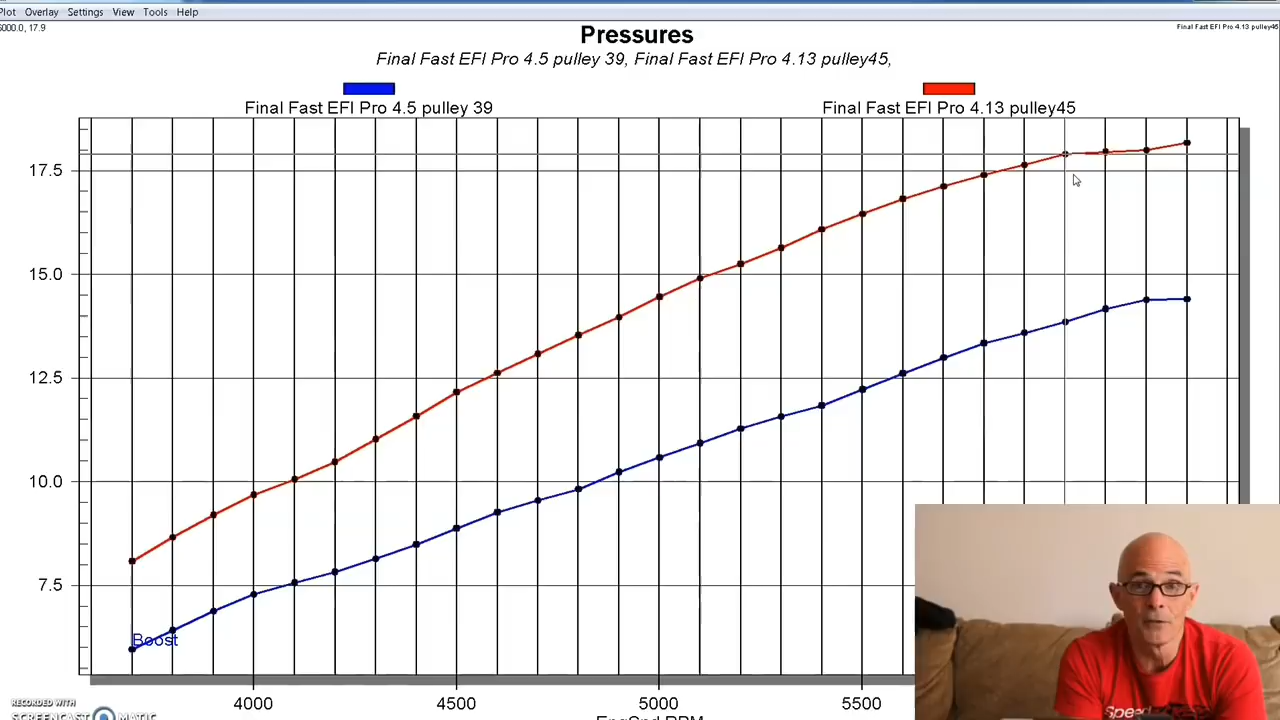 Plot Overlay Settings View Tools Help
6000.0, 17.9
Final Fast EFI Pro 4.13 pulley45
Pressures
Final Fast EFI Pro 4.5 pulley 39, Final Fast EFI Pro 4.13 pulley45,
Final Fast EFI Pro 4.5 pulley 39
Final Fast EFI Pro 4.13 pulley45
17.5
15.0
12.5
10.0
7.5
Boost
4000
4500
5000
5500
EngSpd RPM
RECORDED WITH
SCREENCAST MATIC
Speed